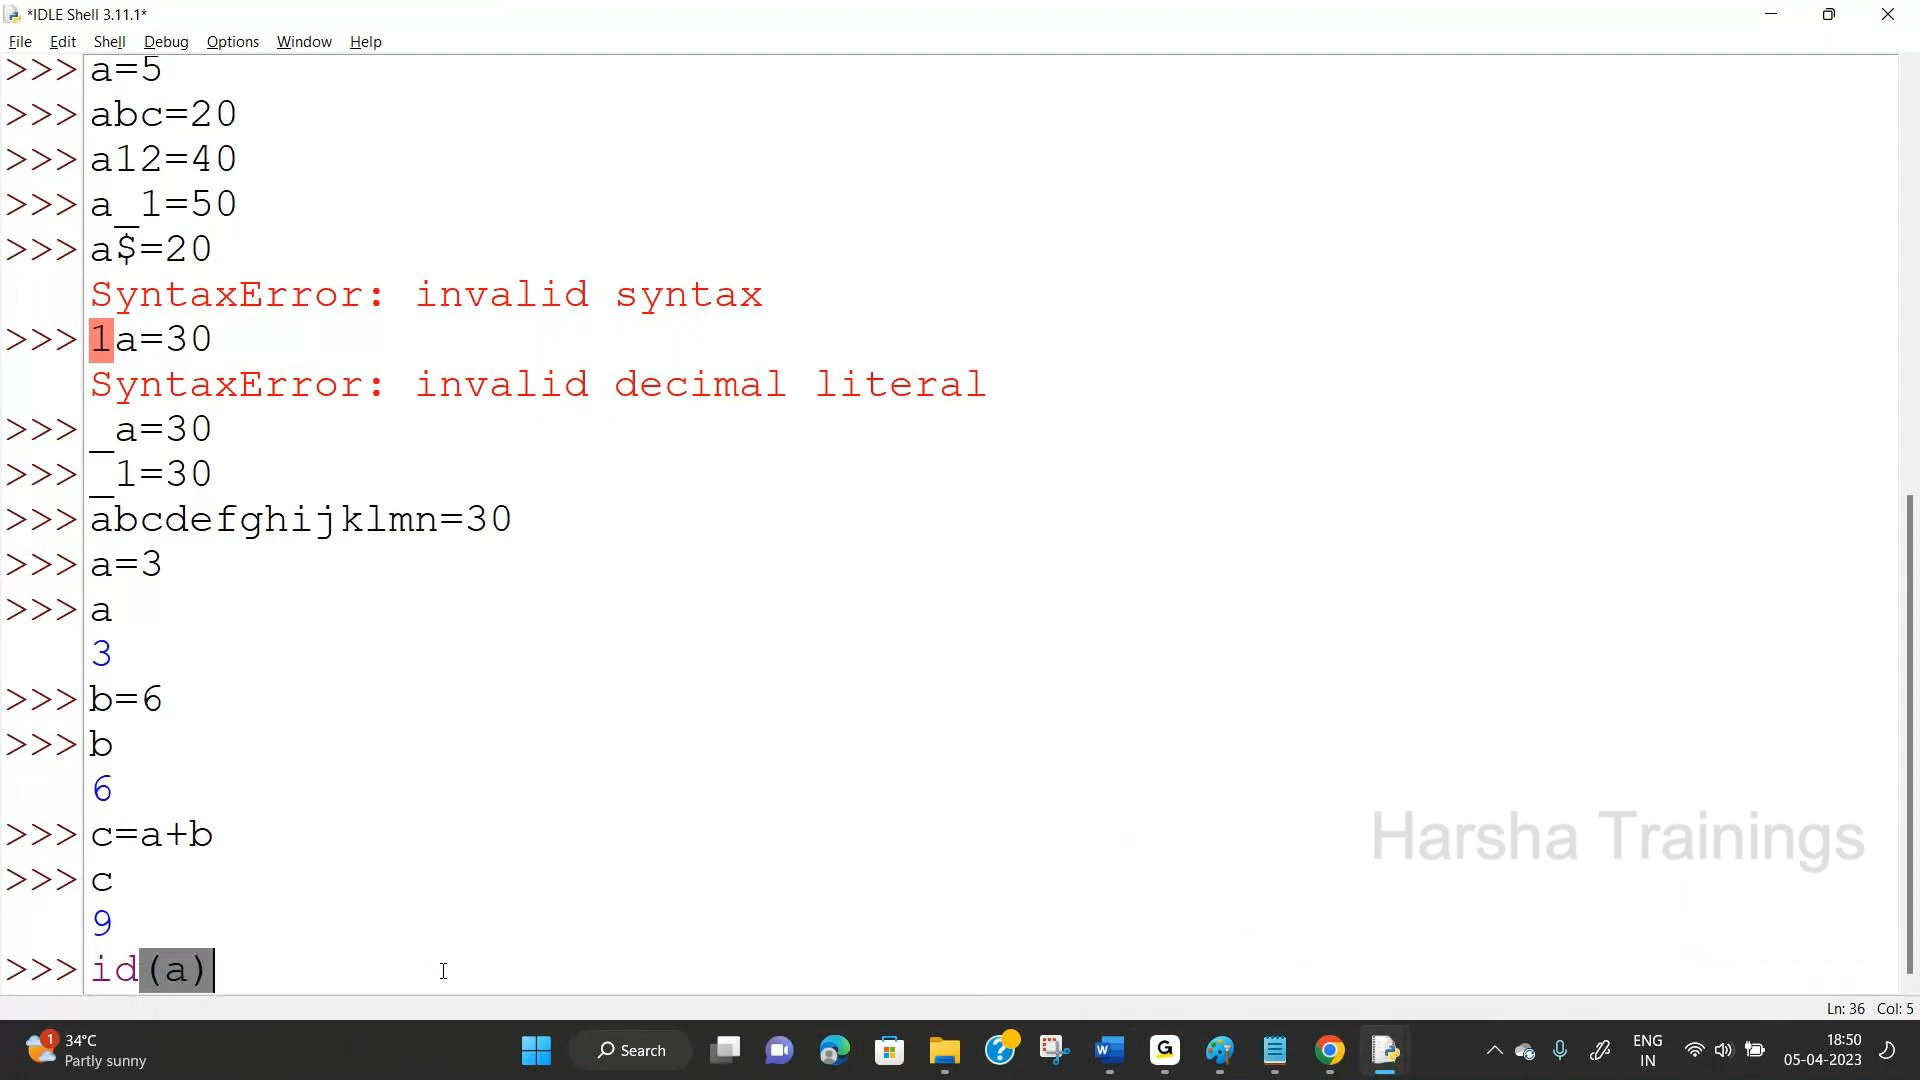 *IDLE Shell 3.11.1*
File Edit Shell Debug Options Window Help
>>> a=5
>>> abc=20
>>> a12=40
>>> a_1=50
>>> a$=20
SyntaxError: invalid syntax
>>> 1a=30
SyntaxError: invalid decimal literal
>>> _a=30
>>> _1=30
>>> abcdefghijklmn=30
>>> a=3
>>> a
3
>>> b=6
>>> b
6
>>> c=a+b
>>> c
9
>>> id(a)
Harsha Trainings
Ln: 36 Col: 5
1
34°C
Partly sunny
Search
W
G
ENG
IN
18:50
05-04-2023